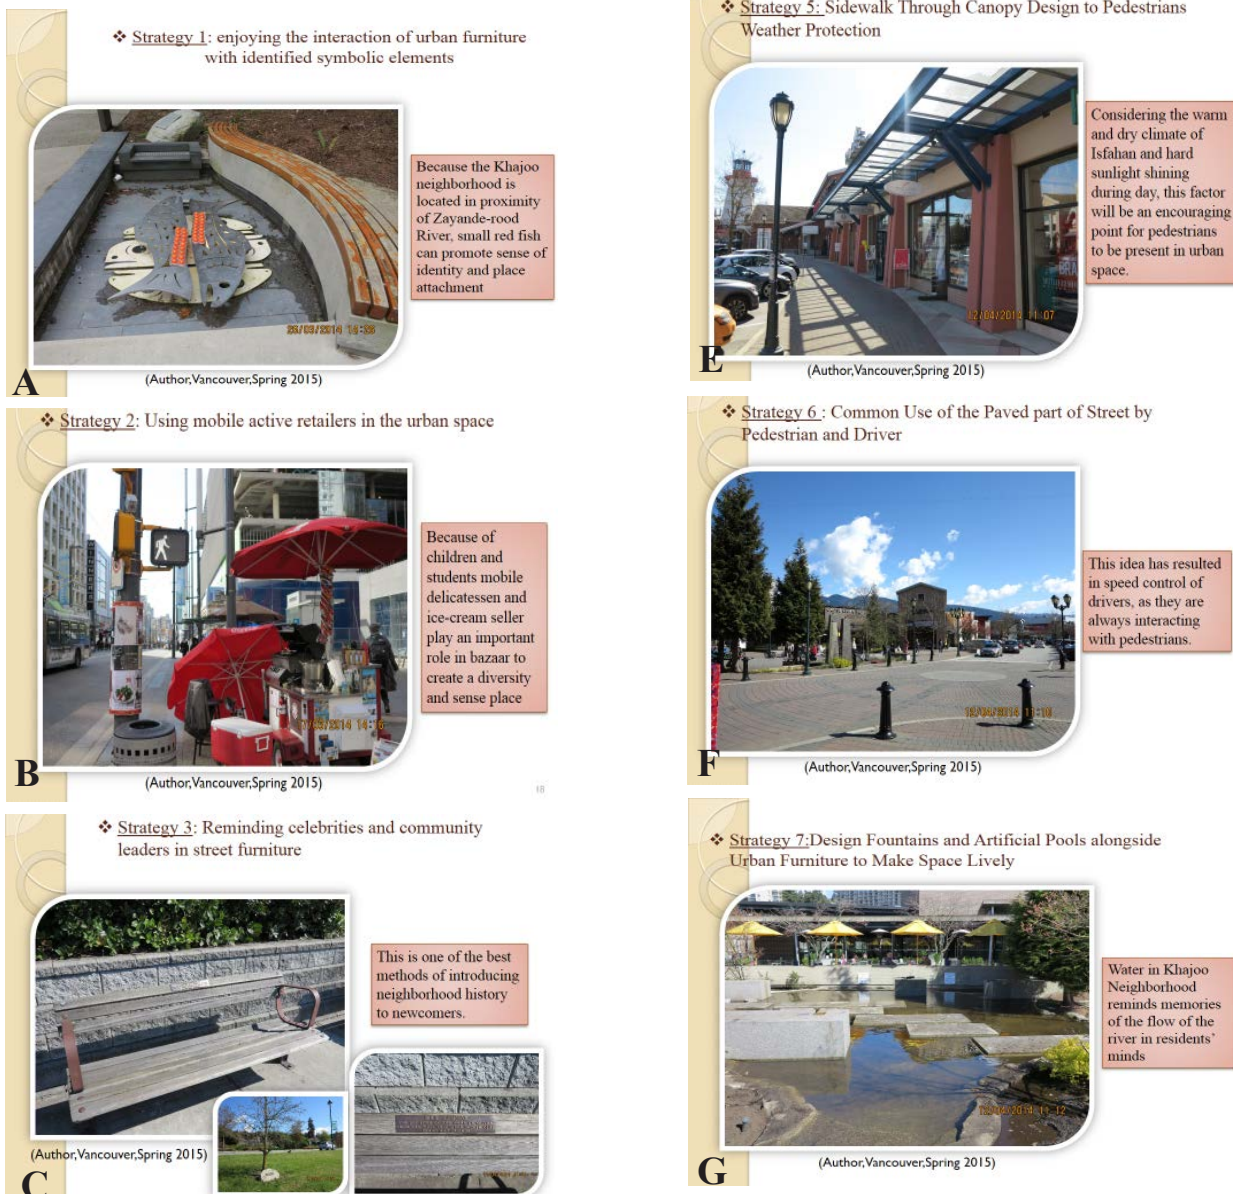 ❖ Strategy 1: enjoying the interaction of urban furniture
with identified symbolic elements
Because the Khajoo
neighborhood is
located in proximity
of Zayande-rood
River, small red fish
can promote sense of
identity and place
attachment
A
(Author,Vancouver,Spring 2015)
❖ Strategy 2: Using mobile active retailers in the urban space
Because of
children and
students mobile
delicatessen and
ice-cream seller
play an important
role in bazaar to
create a diversity
and sense place
B
(Author,Vancouver,Spring 2015)
18
❖ Strategy 3: Reminding celebrities and community
leaders in street furniture
This is one of the best
methods of introducing
neighborhood history
to newcomers.
(Author,Vancouver,Spring 2015)
C
❖ Strategy 5: Sidewalk Through Canopy Design to Pedestrians
Weather Protection
Considering the warm
and dry climate of
Isfahan and hard
sunlight shining
during day, this factor
will be an encouraging
point for pedestrians
to be present in urban
space.
12/04/2014 11:07
E
(Author,Vancouver,Spring 2015)
❖ Strategy 6 : Common Use of the Paved part of Street by
Pedestrian and Driver
This idea has resulted
in speed control of
drivers, as they are
always interacting
with pedestrians.
F
(Author,Vancouver,Spring 2015)
❖ Strategy 7:Design Fountains and Artificial Pools alongside
Urban Furniture to Make Space Lively
Water in Khajoo
Neighborhood
reminds memories
of the flow of the
river in residents'
minds
12/04/2014 11:12
G
(Author,Vancouver,Spring 2015)